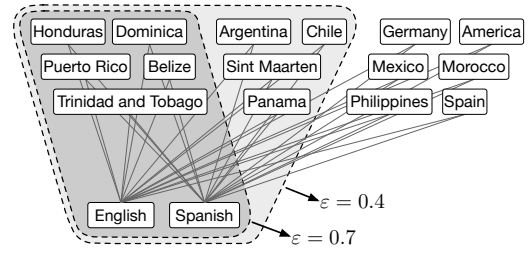 Honduras Dominica Argentina Chile Germany America
Puerto Rico Belize Sint Maarten Mexico Morocco
Trinidad and Tobago Panama Philippines Spain
English Spanish
ε = 0.4
ε = 0.7